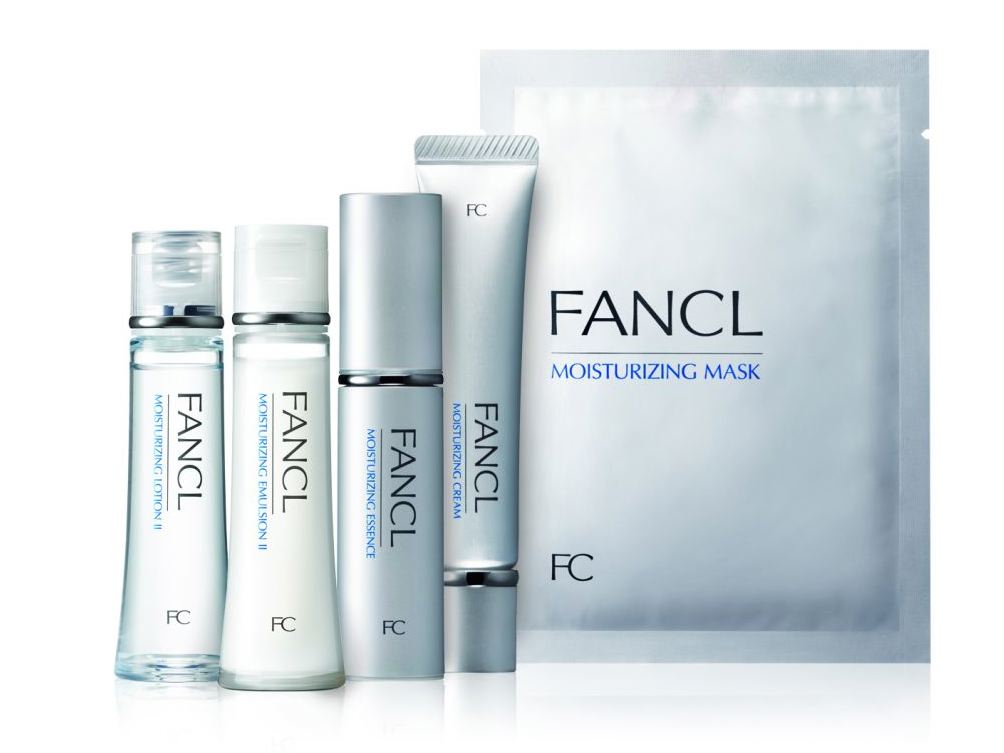 FANCL
MOISTURIZING LOTION II
FC
FANCL
MOISTURIZING EMULSION II
FC
FANCL
MOISTURIZING ESSENCE
FC
FC
FANCL
MOISTURIZING CREAM
FANCL
MOISTURIZING MASK
FC